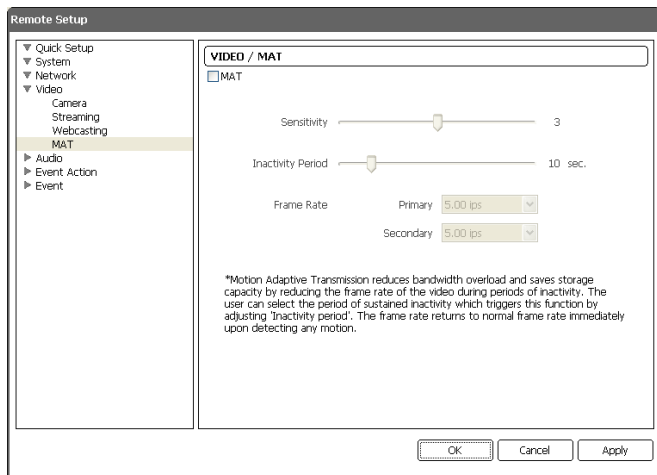 Remote Setup
Quick Setup
System
Network
Video
Camera
Streaming
Webcasting
MAT
Audio
Event Action
Event
VIDEO / MAT
MAT
Sensitivity 3
Inactivity Period 10 sec.
Frame Rate Primary 5.00 ips
Secondary 5.00 ips
*Motion Adaptive Transmission reduces bandwidth overload and saves storage
capacity by reducing the frame rate of the video during periods of inactivity. The
user can select the period of sustained inactivity which triggers this function by
adjusting 'Inactivity period'. The frame rate returns to normal frame rate immediately
upon detecting any motion.
OK Cancel Apply